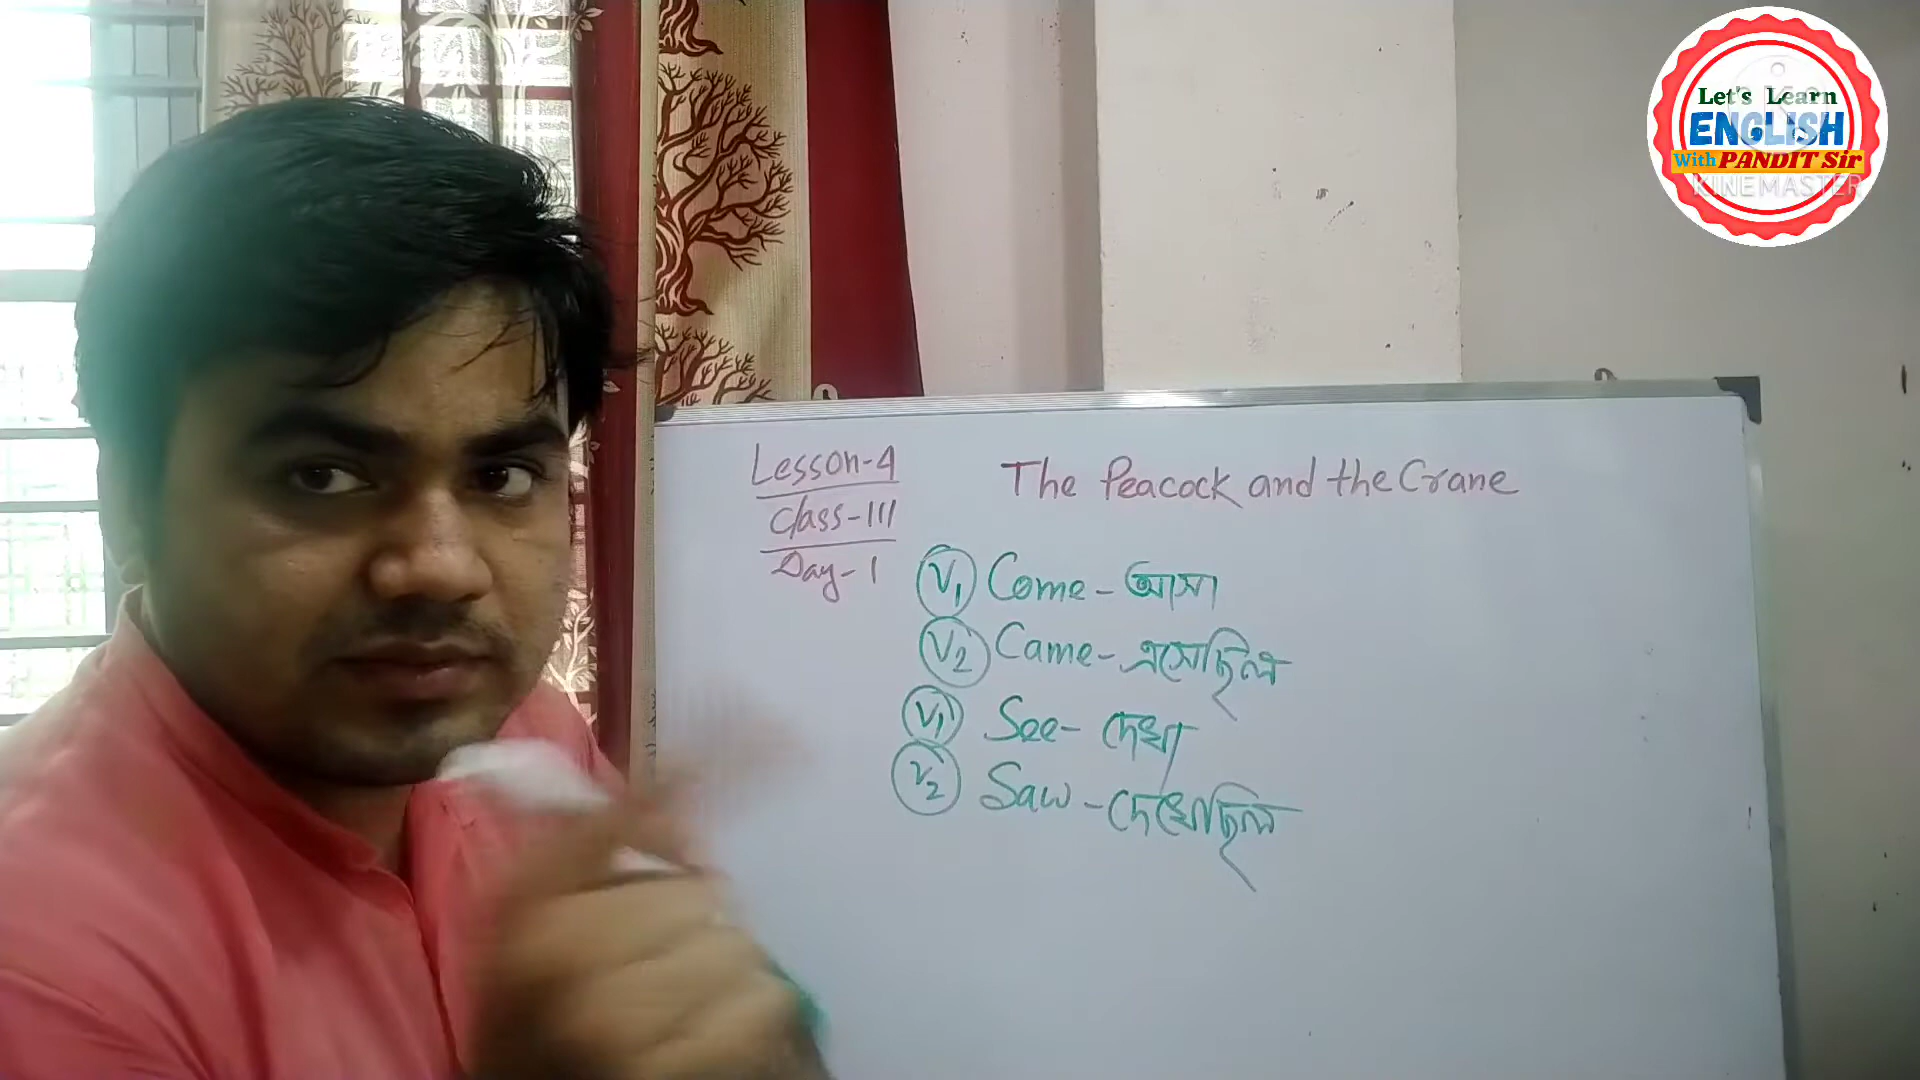 Let's Learn
ENGLISH
With PANDIT Sir
KINEMASTER
Lesson-4
Class-III
Day-1
The Peacock and the Crane
V1 Come - আসা
V2 Came - এসেছিল
V1 See - দেখা
V2 Saw - দেখেছিল